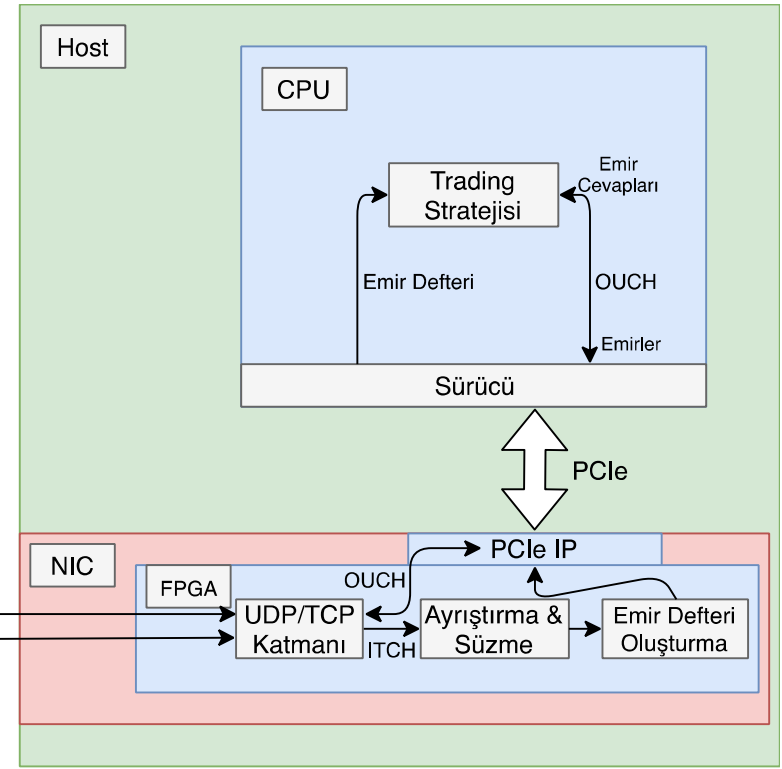 Host
CPU
Trading
Stratejisi
Emir
Cevapları
Emir Defteri
OUCH
Emirler
Sürücü
PCIe
NIC
PCIe IP
FPGA
OUCH
UDP/TCP
Katmanı
ITCH
Ayrıştırma &
Süzme
Emir Defteri
Oluşturma